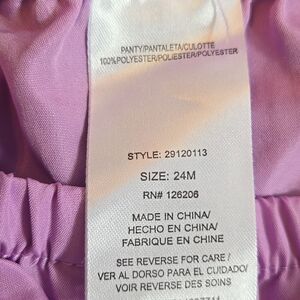 PANTY/PANTALETA/CULOTTE
100%POLYESTER/POLIÉSTER/POLYESTER
STYLE: 29120113
SIZE: 24M
RN# 126206
MADE IN CHINA/
HECHO EN CHINA/
FABRIQUE EN CHINE
SEE REVERSE FOR CARE /
VER AL DORSO PARA EL CUIDADO/
VOIR REVERSE DES SOINS